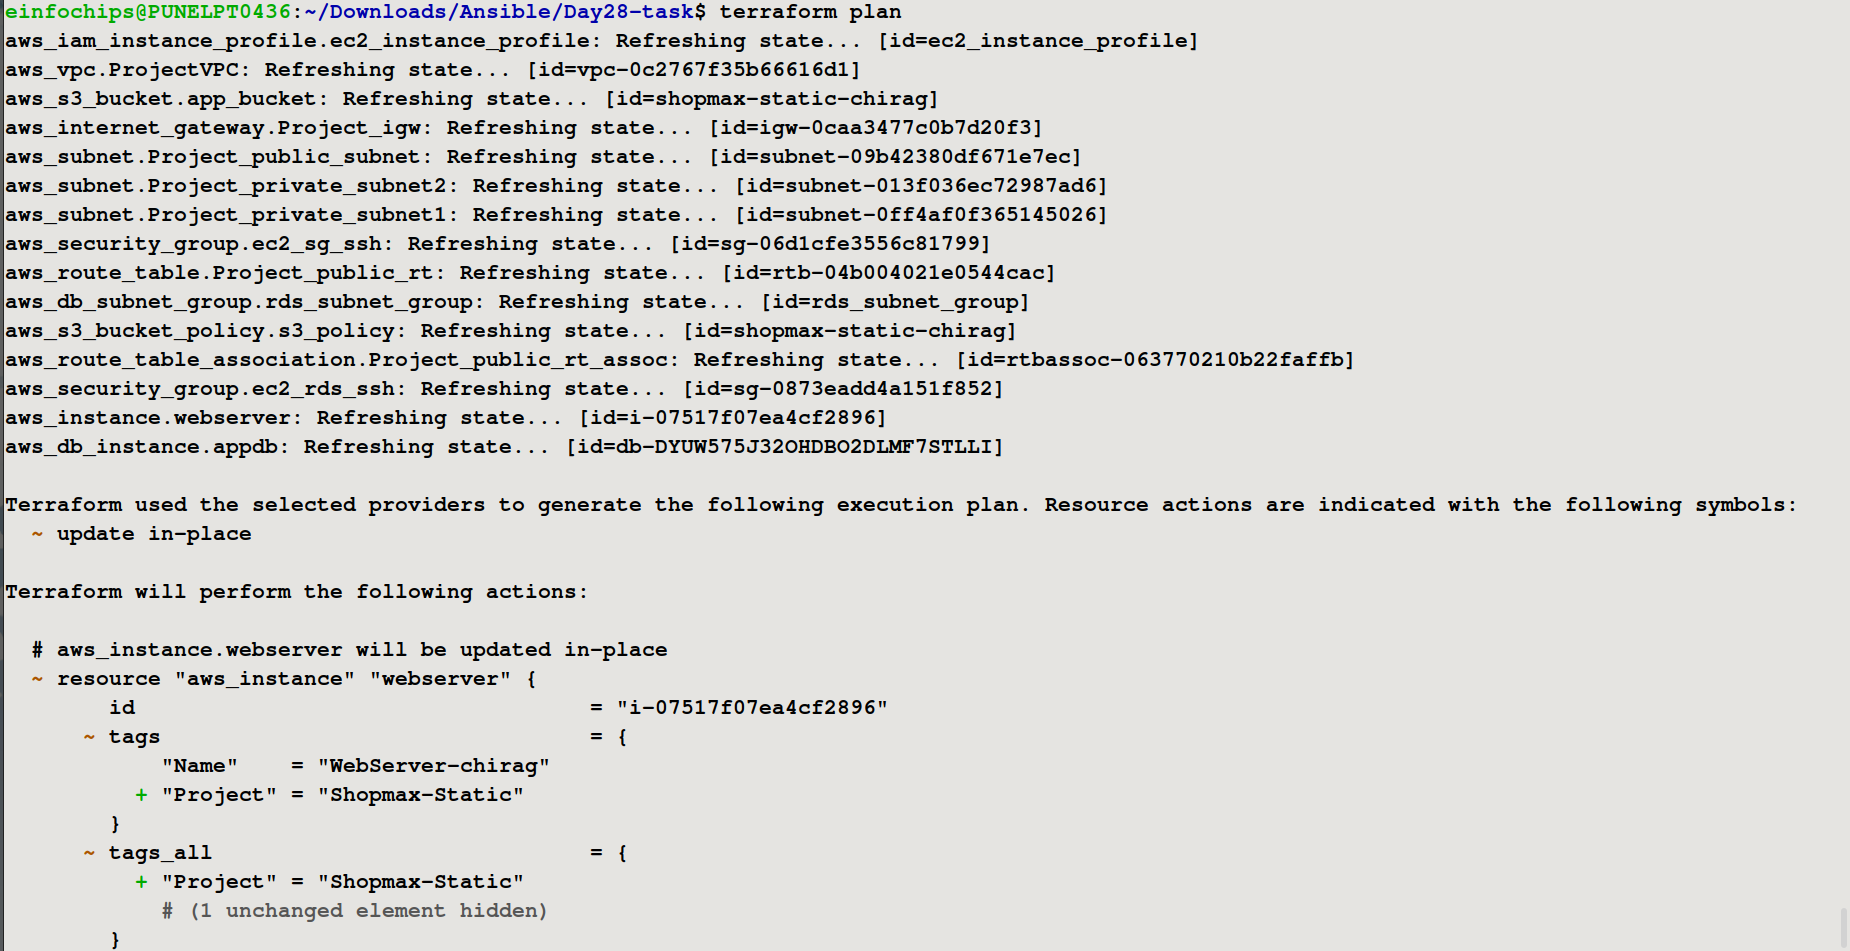 einfochips@PUNELPT0436:~/Downloads/Ansible/Day28-task$ terraform plan
aws_iam_instance_profile.ec2_instance_profile: Refreshing state... [id=ec2_instance_profile]
aws_vpc.ProjectVPC: Refreshing state... [id=vpc-0c2767f35b66616d1]
aws_s3_bucket.app_bucket: Refreshing state... [id=shopmax-static-chirag]
aws_internet_gateway.Project_igw: Refreshing state... [id=igw-0caa3477c0b7d20f3]
aws_subnet.Project_public_subnet: Refreshing state... [id=subnet-09b42380df671e7ec]
aws_subnet.Project_private_subnet2: Refreshing state... [id=subnet-013f036ec72987ad6]
aws_subnet.Project_private_subnet1: Refreshing state... [id=subnet-0ff4af0f365145026]
aws_security_group.ec2_sg_ssh: Refreshing state... [id=sg-06d1cfe3556c81799]
aws_route_table.Project_public_rt: Refreshing state... [id=rtb-04b004021e0544cac]
aws_db_subnet_group.rds_subnet_group: Refreshing state... [id=rds_subnet_group]
aws_s3_bucket_policy.s3_policy: Refreshing state... [id=shopmax-static-chirag]
aws_route_table_association.Project_public_rt_assoc: Refreshing state... [id=rtbassoc-063770210b22faffb]
aws_security_group.ec2_rds_ssh: Refreshing state... [id=sg-0873eadd4a151f852]
aws_instance.webserver: Refreshing state... [id=i-07517f07ea4cf2896]
aws_db_instance.appdb: Refreshing state... [id=db-DYUW575J32OHDBO2DLMF7STLLI]

Terraform used the selected providers to generate the following execution plan. Resource actions are indicated with the following symbols:
  ~ update in-place

Terraform will perform the following actions:

  # aws_instance.webserver will be updated in-place
  ~ resource "aws_instance" "webserver" {
        id                                   = "i-07517f07ea4cf2896"
      ~ tags                                 = {
            "Name"    = "WebServer-chirag"
          + "Project" = "Shopmax-Static"
        }
      ~ tags_all                             = {
          + "Project" = "Shopmax-Static"
            # (1 unchanged element hidden)
        }